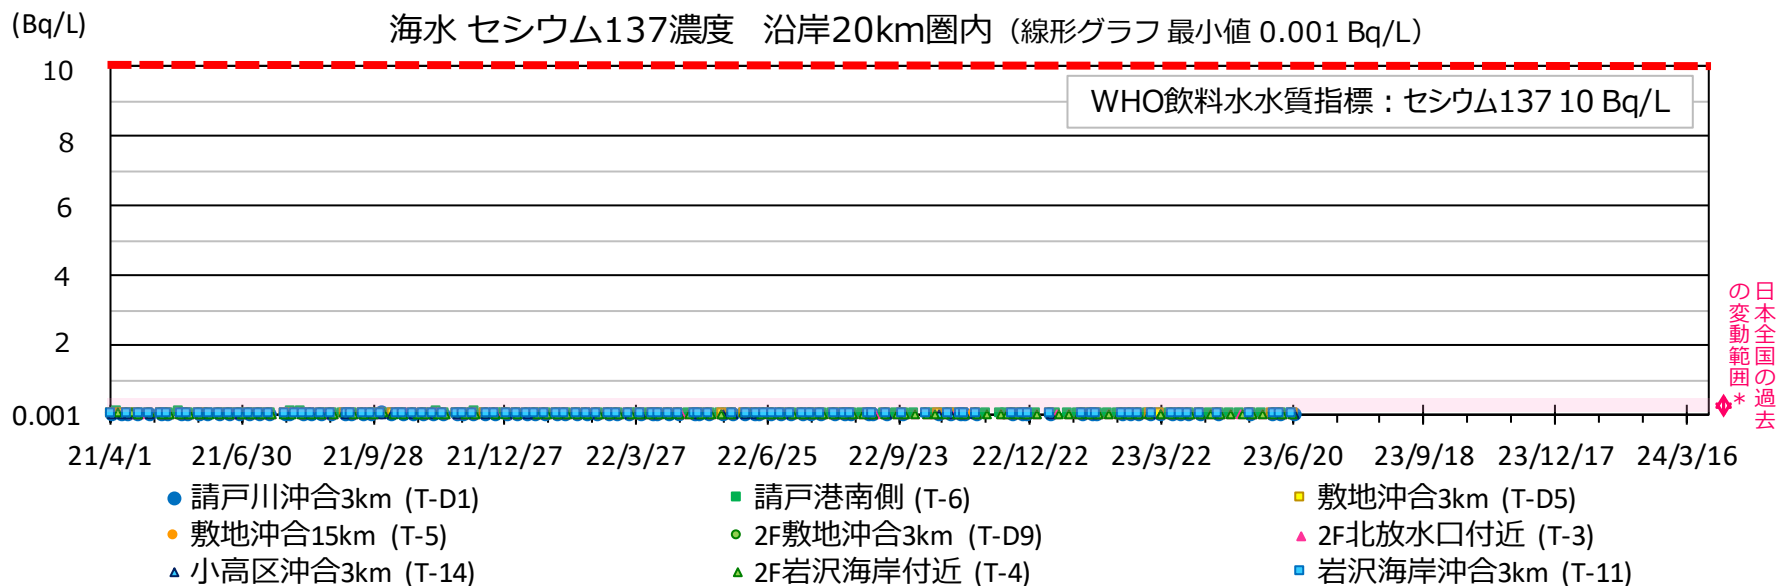 (Bq/L)
海水 セシウム137濃度 沿岸20km圏内（線形グラフ 最小値 0.001 Bq/L）
WHO飲料水水質指標：セシウム137 10 Bq/L
10
8
6
4
2
0.001
日本全国の過去
の変動範囲*
21/4/1 21/6/30 21/9/28 21/12/27 22/3/27 22/6/25 22/9/23 22/12/22 23/3/22 23/6/20 23/9/18 23/12/17 24/3/16
請戸川沖合3km (T-D1) 請戸港南側 (T-6) 敷地沖合3km (T-D5)
敷地沖合15km (T-5) 2F敷地沖合3km (T-D9) 2F北放水口付近 (T-3)
小高区沖合3km (T-14) 2F岩沢海岸付近 (T-4) 岩沢海岸沖合3km (T-11)